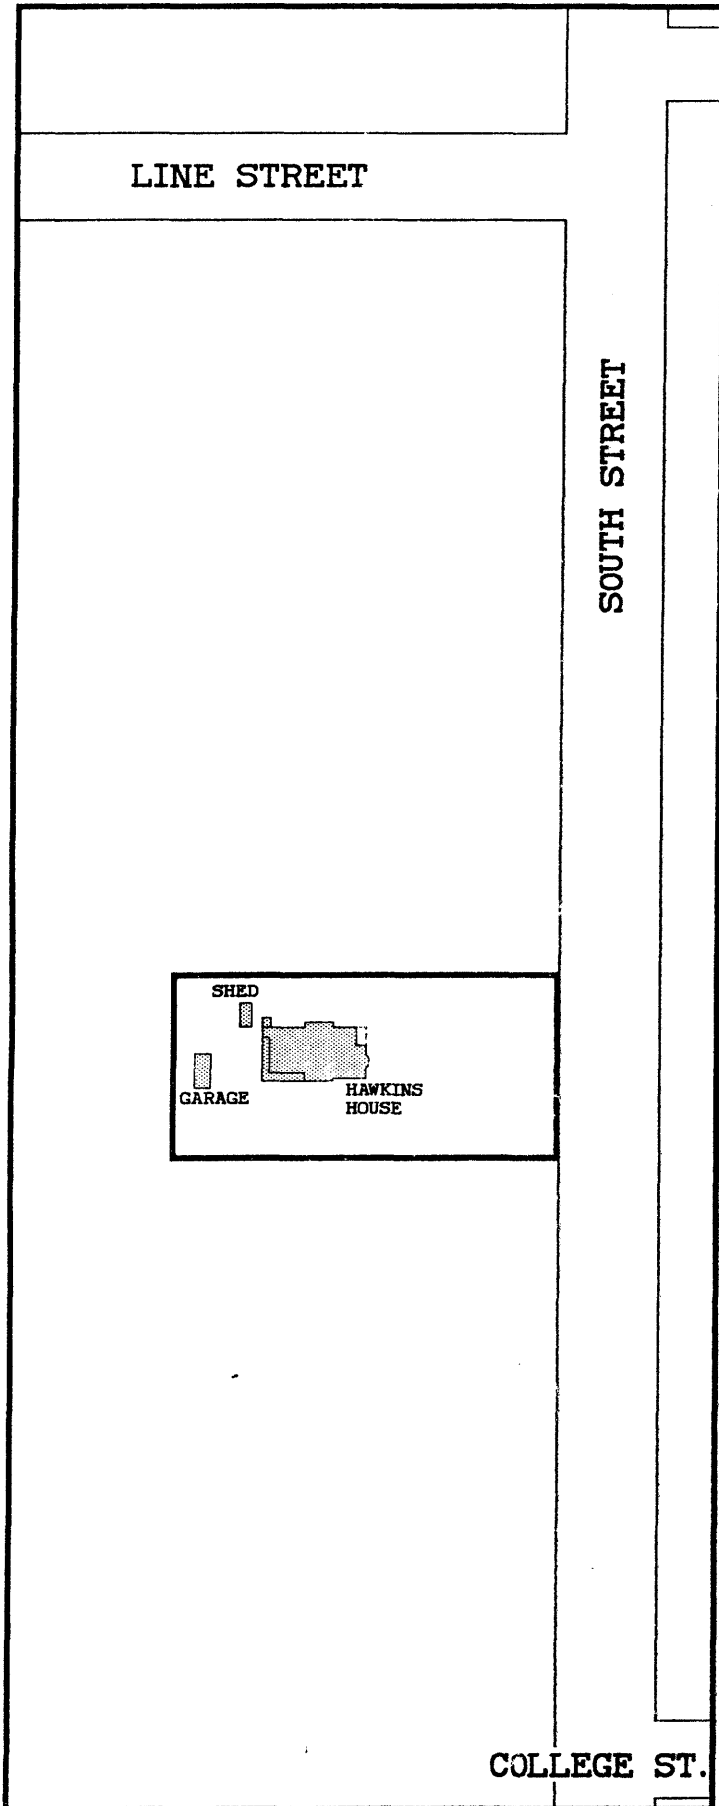 LINE STREET
SOUTH STREET
SHED
GARAGE
HAWKINS
HOUSE
COLLEGE ST.